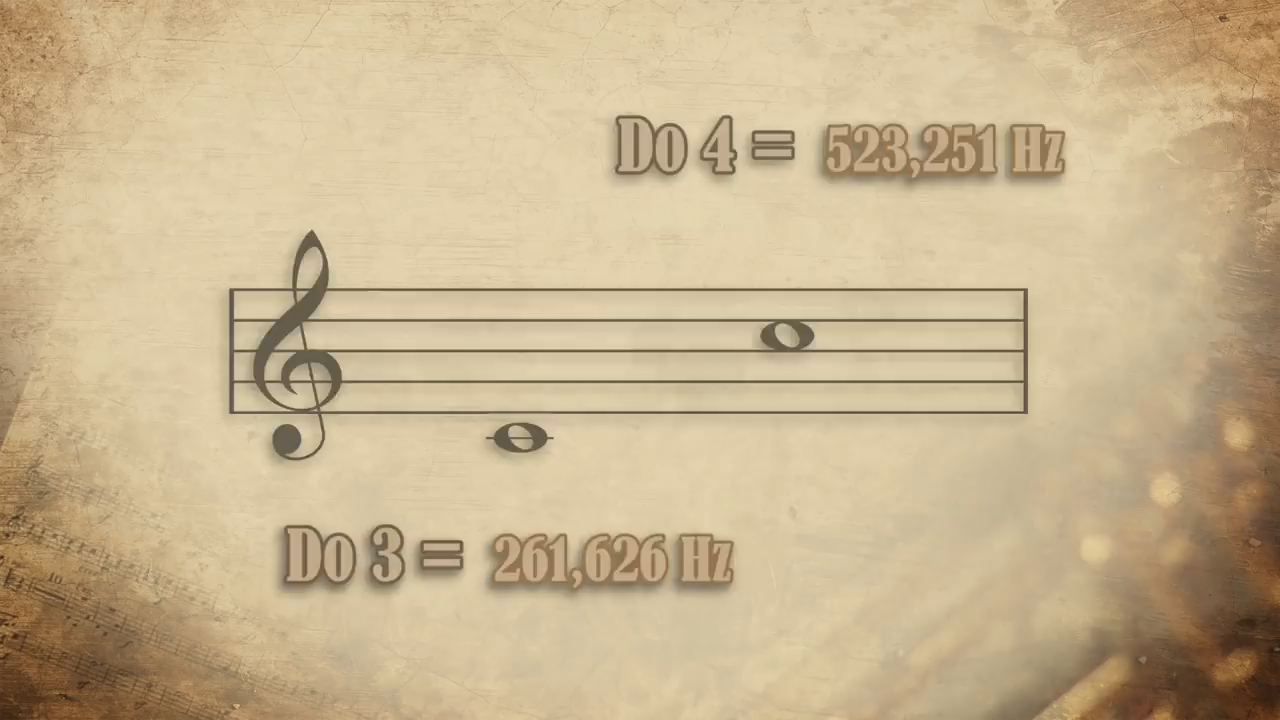 Do 4 = 523,251 Hz
Do 3 = 261,626 Hz